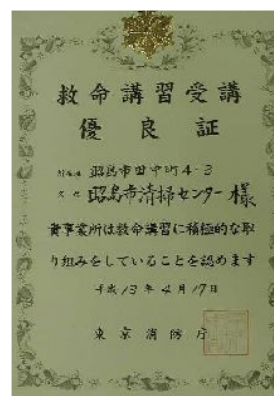 救命講習受講
優良証
所在地 昭島市田中町4-3
昭島市清掃センター 様
貴事業所は救命講習に積極的な取
り組みをしていることを認めます
平成13年4月17日
東京消防庁